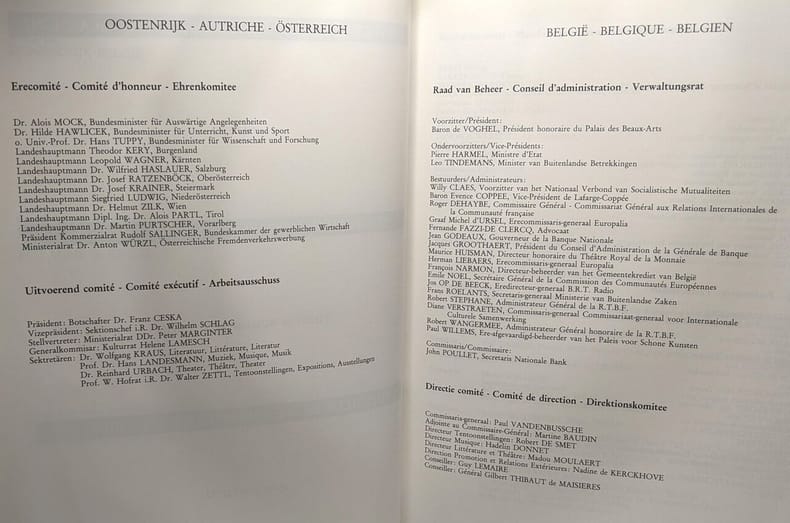 OOSTENRIJK - AUTRICHE - ÖSTERREICH
Erecomité - Comité d'honneur - Ehrenkomitee
Dr. Alois MOCK, Bundesminister für Auswärtige Angelegenheiten
Dr. Hilde HAWLICEK, Bundesminister für Unterricht, Kunst und Sport
o. Univ.-Prof. Dr. Hans TUPPY, Bundesminister für Wissenschaft und Forschung
Landeshauptmann Theodor KERY, Burgenland
Landeshauptmann Leopold WAGNER, Kärnten
Landeshauptmann Dr. Wilfried HASLAUER, Salzburg
Landeshauptmann Dr. Josef RATZENBÖCK, Oberösterreich
Landeshauptmann Dr. Josef KRAINER, Steiermark
Landeshauptmann Siegfried LUDWIG, Niederösterreich
Landeshauptmann Dr. Helmut ZILK, Wien
Landeshauptmann Dipl. Ing. Dr. Alois PARTL, Tirol
Landeshauptmann Dr. Martin PURTSCHER, Vorarlberg
Präsident Kommerzialrat Rudolf SALLINGER, Bundeskammer der gewerblichen Wirtschaft
Ministerialrat Dr. Anton WÜRZL, Österreichische Fremdenverkehrswerbung
Uitvoerend comité - Comité exécutif - Arbeitsausschuss
Präsident: Botschafter Dr. Franz CESKA
Vizepräsident: Sektionschef i.R. Dr. Wilhelm SCHLAG
Stellvertreter: Ministerialrat DDr. Peter MARGINTER
Generalkommisar: Kulturrat Helene LAMESCH
Sekretären: Dr. Wolfgang KRAUS, Literatuur, Littérature, Literatur
Prof. Dr. Hans LANDESMANN, Muziek, Musique, Musik
Dr. Reinhard URBACH, Theater, Théâtre, Theater
Prof. W. Hofrat i.R. Dr. Walter ZETTL, Tentoonstellingen, Expositions, Ausstellungen
BELGIË - BELGIQUE - BELGIEN
Raad van Beheer - Conseil d'administration - Verwaltungsrat
Voorzitter/Président:
Baron de VOGHEL, Président honoraire du Palais des Beaux-Arts
Ondervoorzitters/Vice-Présidents:
Pierre HARMEL, Ministre d'Etat
Leo TINDEMANS, Minister van Buitenlandse Betrekkingen
Bestuurders/Administrateurs:
Willy CLAES, Voorzitter van het Nationaal Verbond van Socialistische Mutualiteiten
Baron Evence COPPEE, Vice-Président de Lafarge-Coppée
Roger DEHAYBE, Commissaire Général - Commissariat Général aux Relations Internationales de
la Communauté française
Graaf Michel d'URSEL, Erecommissaris-generaal Europalia
Fernande FAZZI-DE CLERCQ, Advocaat
Jean GODEAUX, Gouverneur de la Banque Nationale
Jacques GROOTHAERT, Président du Conseil d'Administration de la Générale de Banque
Maurice HUISMAN, Directeur honoraire du Théâtre Royal de la Monnaie
Herman LIEBAERS, Erecommissaris-generaal Europalia
François NARMON, Directeur-beheerder van het Gemeentekrediet van België
Emile NOEL, Secrétaire Général de la Commission des Communautés Européennes
Jos OP DE BEECK, Eredirecteur-generaal B.R.T. Radio
Frans ROELANTS, Secretaris-generaal Ministerie van Buitenlandse Zaken
Robert STEPHANE, Administrateur Général de la R.T.B.F.
Diane VERSTRAETEN, Commissaris-generaal Commissariaat-generaal voor Internationale
Culturele Samenwerking
Robert WANGERMEE, Administrateur Général honoraire de la R.T.B.F.
Paul WILLEMS, Ere-afgevaardigd-beheerder van het Paleis voor Schone Kunsten
Commissaris/Commissaire:
John POULLET, Secretaris Nationale Bank
Directie comité - Comité de direction - Direktionskomitee
Commissaris-generaal: Paul VANDENBUSSCHE
Adjointe au Commissaire-Général: Martine BAUDIN
Directeur Tentoonstellingen: Robert DE SMET
Directeur Musique: Hadelin DONNET
Directeur Littérature et Théâtre: Madou MOULAERT
Direction Promotion et Relations Extérieures: Nadine de KERCKHOVE
Conseiller: Guy LEMAIRE
Conseiller: Général Gilbert THIBAUT de MAISIERES